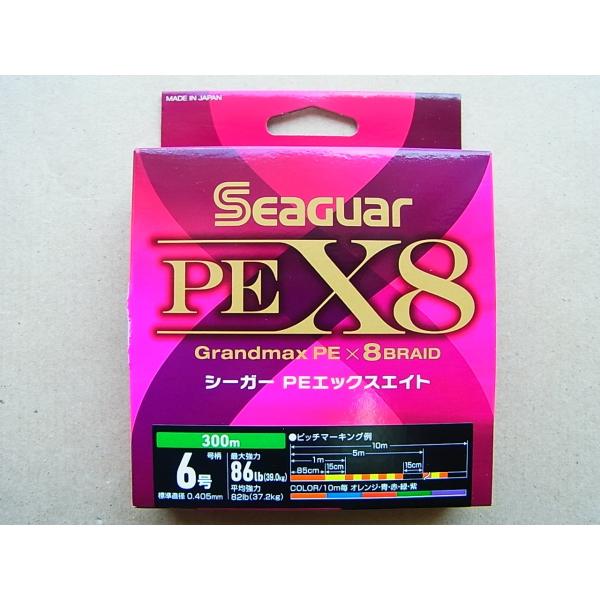 MADE IN JAPAN
SEaGuar
PE X8
Grandmax PE × 8 BRAID
シーガー PEエックスエイト
300m
●ピッチマーキング例
10m
5m
1m
85cm
15cm
15cm
号柄
6号
標準直径 0.405mm
最大強力
86lb(39.0kg)
平均強力
82lb(37.2kg)
COLOR/10m毎 オレンジ・青・赤・緑・紫